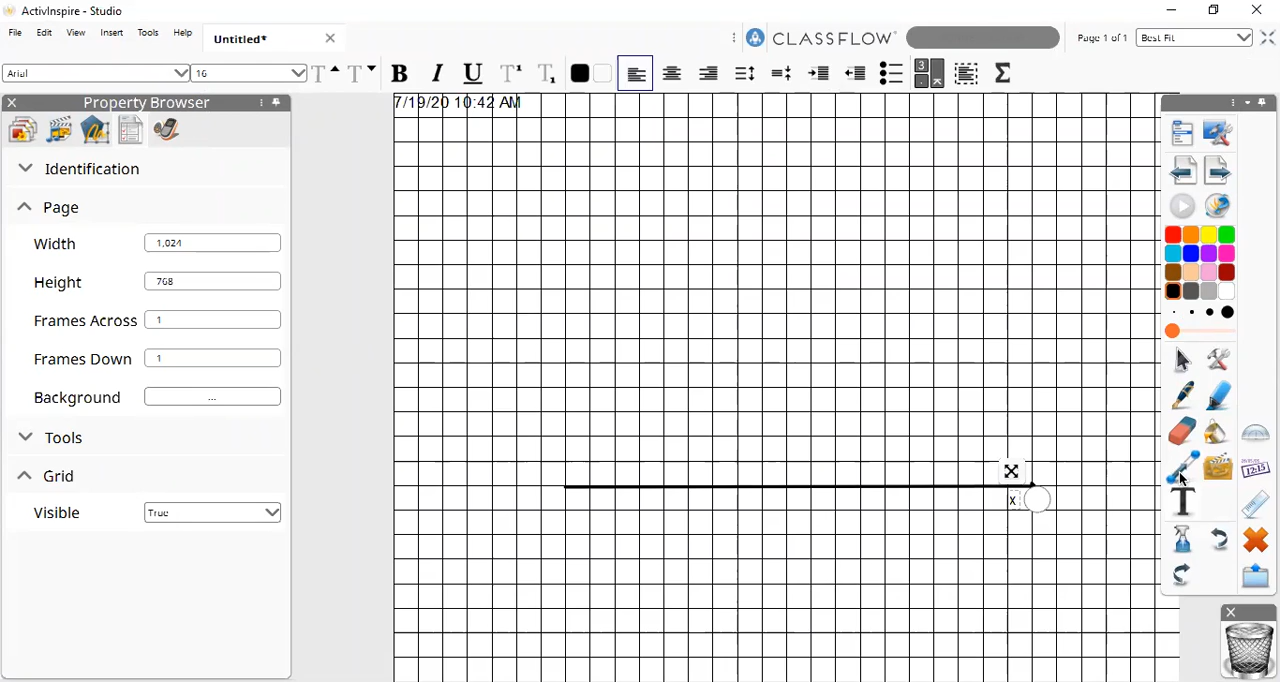 ActivInspire - Studio
File Edit View Insert Tools Help
Untitled*
CLASSFLOW
Page 1 of 1
Best Fit
Arial
16
B I U
Property Browser
7/19/20 10:42 AM
Identification
Page
Width 1,024
Height 768
Frames Across 1
Frames Down 1
Background ...
Tools
Grid
Visible True
x
12:15
T